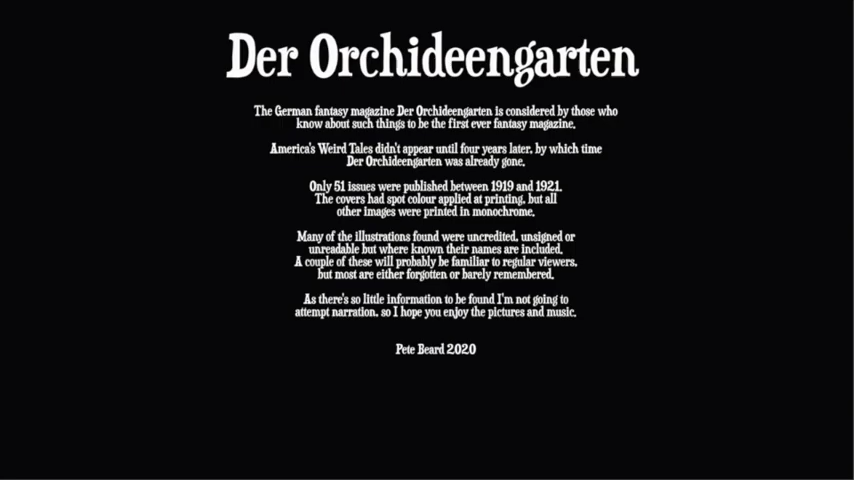 Der Orchideengarten
The German fantasy magazine Der Orchideengarten is considered by those who
know about such things to be the first ever fantasy magazine.
America's Weird Tales didn't appear until four years later, by which time
Der Orchideengarten was already gone.
Only 51 issues were published between 1919 and 1921.
The covers had spot colour applied at printing, but all
other images were printed in monochrome.
Many of the illustrations found were uncredited, unsigned or
unreadable but where known their names are included.
A couple of these will probably be familiar to regular viewers,
but most are either forgotten or barely remembered.
As there's so little information to be found I'm not going to
attempt narration, so I hope you enjoy the pictures and music.
Pete Beard 2020